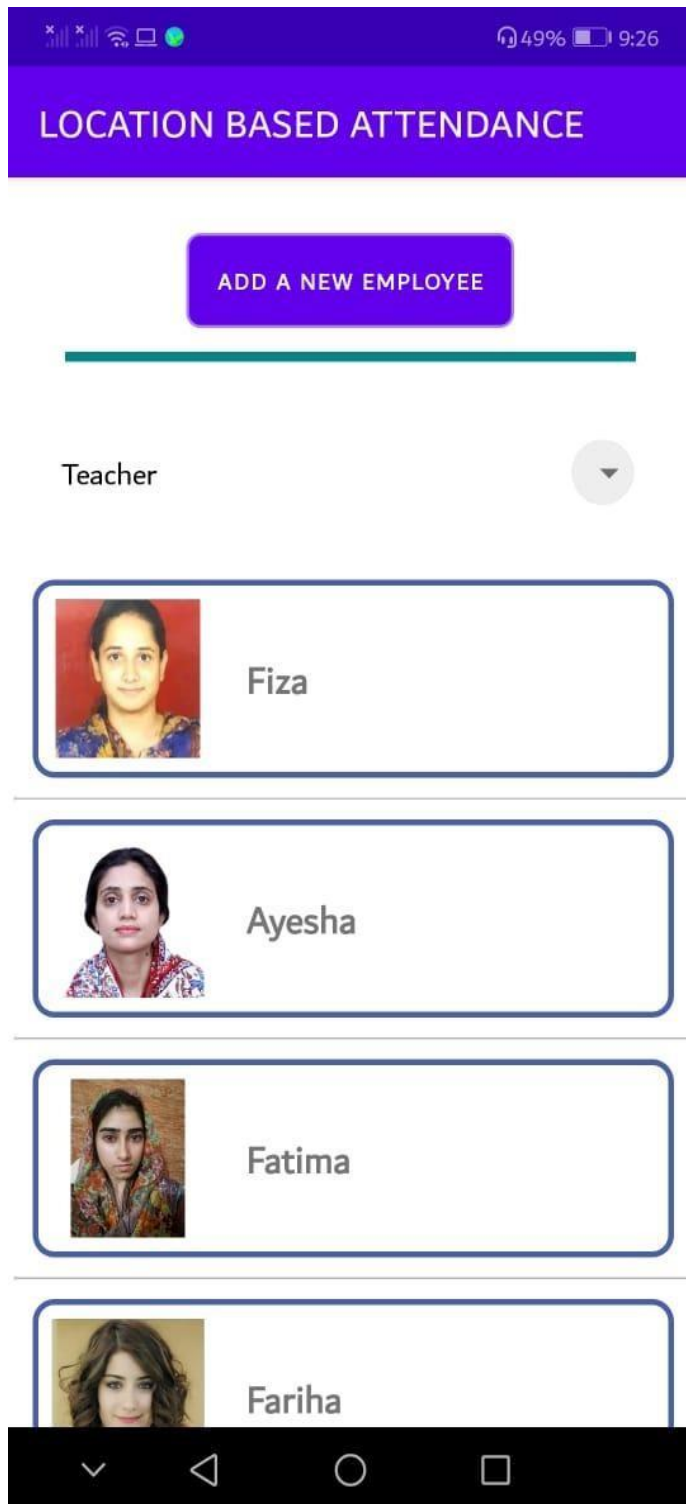 49% 9:26
LOCATION BASED ATTENDANCE
ADD A NEW EMPLOYEE
Teacher
Fiza
Ayesha
Fatima
Fariha